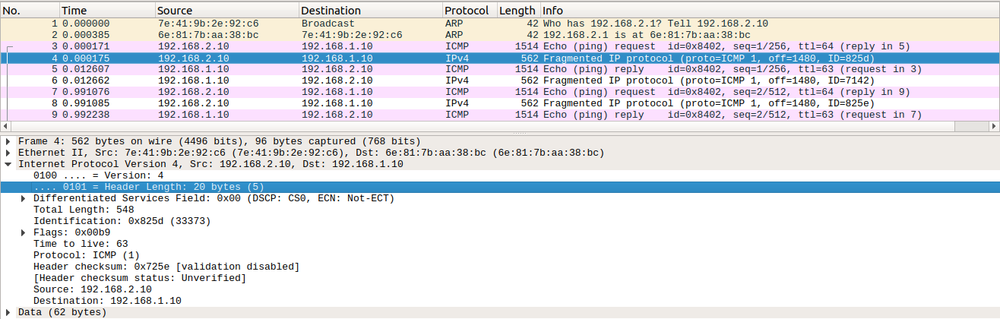 No. Time Source Destination Protocol Length Info
1 0.000000 7e:41:9b:2e:92:c6 Broadcast ARP 42 Who has 192.168.2.1? Tell 192.168.2.10
2 0.000385 6e:81:7b:aa:38:bc 7e:41:9b:2e:92:c6 ARP 42 192.168.2.1 is at 6e:81:7b:aa:38:bc
3 0.000171 192.168.2.10 192.168.1.10 ICMP 1514 Echo (ping) request id=0x8402, seq=1/256, ttl=64 (reply in 5)
4 0.000175 192.168.2.10 192.168.1.10 IPv4 562 Fragmented IP protocol (proto=ICMP 1, off=1480, ID=825d)
5 0.012607 192.168.1.10 192.168.2.10 ICMP 1514 Echo (ping) reply id=0x8402, seq=1/256, ttl=63 (request in 3)
6 0.012662 192.168.1.10 192.168.2.10 IPv4 562 Fragmented IP protocol (proto=ICMP 1, off=1480, ID=7142)
7 0.991076 192.168.2.10 192.168.1.10 ICMP 1514 Echo (ping) request id=0x8402, seq=2/512, ttl=64 (reply in 9)
8 0.991085 192.168.2.10 192.168.1.10 IPv4 562 Fragmented IP protocol (proto=ICMP 1, off=1480, ID=825e)
9 0.992238 192.168.1.10 192.168.2.10 ICMP 1514 Echo (ping) reply id=0x8402, seq=2/512, ttl=63 (request in 7)
Frame 4: 562 bytes on wire (4496 bits), 96 bytes captured (768 bits)
Ethernet II, Src: 7e:41:9b:2e:92:c6 (7e:41:9b:2e:92:c6), Dst: 6e:81:7b:aa:38:bc (6e:81:7b:aa:38:bc)
Internet Protocol Version 4, Src: 192.168.2.10, Dst: 192.168.1.10
0100 .... = Version: 4
.... 0101 = Header Length: 20 bytes (5)
Differentiated Services Field: 0x00 (DSCP: CS0, ECN: Not-ECT)
Total Length: 548
Identification: 0x825d (33373)
Flags: 0x00b9
Time to live: 63
Protocol: ICMP (1)
Header checksum: 0x725e [validation disabled]
[Header checksum status: Unverified]
Source: 192.168.2.10
Destination: 192.168.1.10
Data (62 bytes)